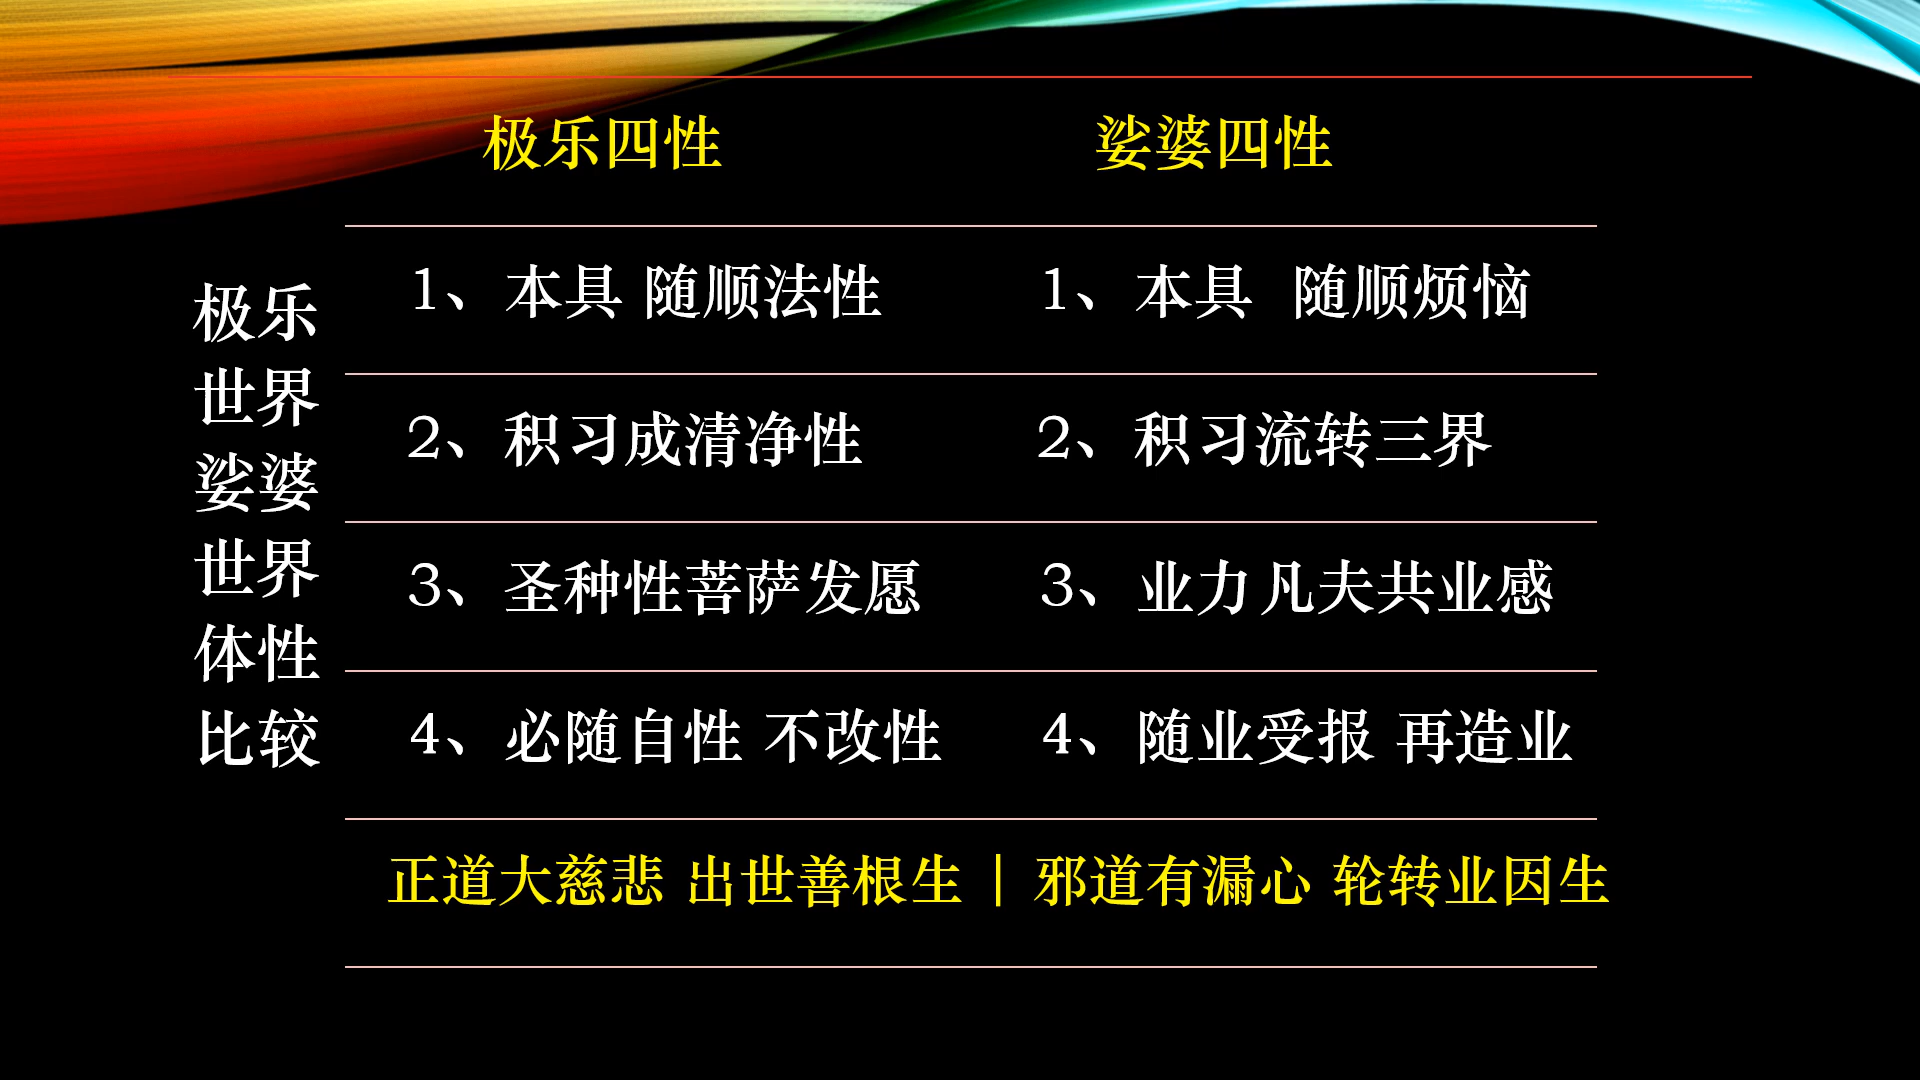 极乐四性 娑婆四性
极乐
世界
娑婆
世界
体性
比较
1、本具 随顺法性 1、本具 随顺烦恼
2、积习成清净性 2、积习流转三界
3、圣种性菩萨发愿 3、业力凡夫共业感
4、必随自性 不改性 4、随业受报 再造业
正道大慈悲 出世善根生 | 邪道有漏心 轮转业因生